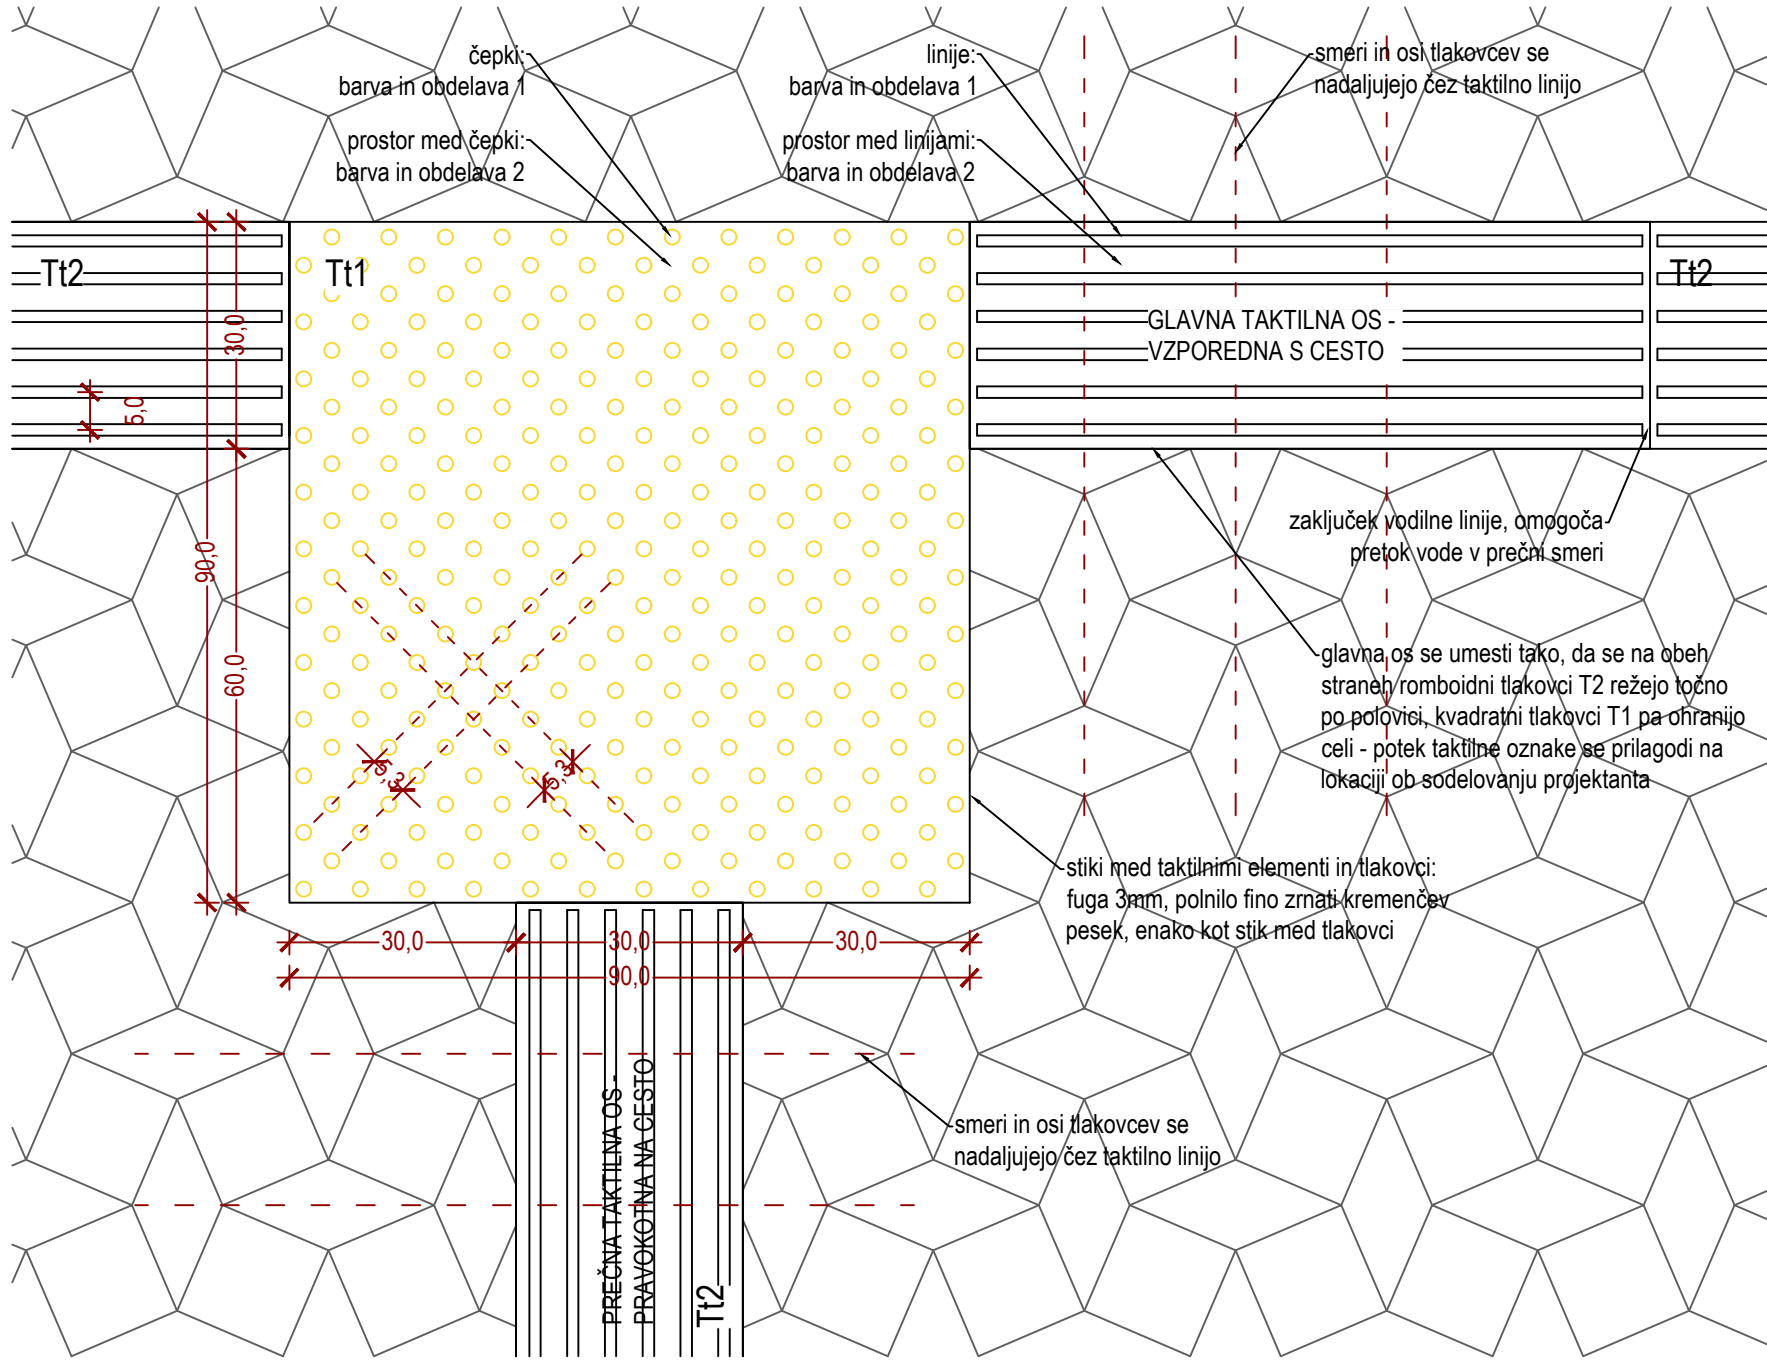 čepki:
barva in obdelava 1
prostor med čepki:
barva in obdelava 2
linije:
barva in obdelava 1
prostor med linijami:
barva in obdelava 2
smeri in osi tlakovcev se
nadaljujejo čez taktilno linijo
Tt2
Tt1
Tt2
GLAVNA TAKTILNA OS -
VZPOREDNA S CESTO
30,0
5,0
90,0
60,0
zaključek vodilne linije, omogoča
pretok vode v prečni smeri
glavna os se umesti tako, da se na obeh
straneh romboidni tlakovci T2 režejo točno
po polovici, kvadratni tlakovci T1 pa ohranijo
celi - potek taktilne oznake se prilagodi na
lokaciji ob sodelovanju projektanta
5,3
5,3
stiki med taktilnimi elementi in tlakovci:
fuga 3mm, polnilo fino zrnati kremenčev
pesek, enako kot stik med tlakovci
30,0
30,0
30,0
90,0
PREČNA TAKTILNA OS -
PRAVOKOTNA NA CESTO
Tt2
smeri in osi tlakovcev se
nadaljujejo čez taktilno linijo